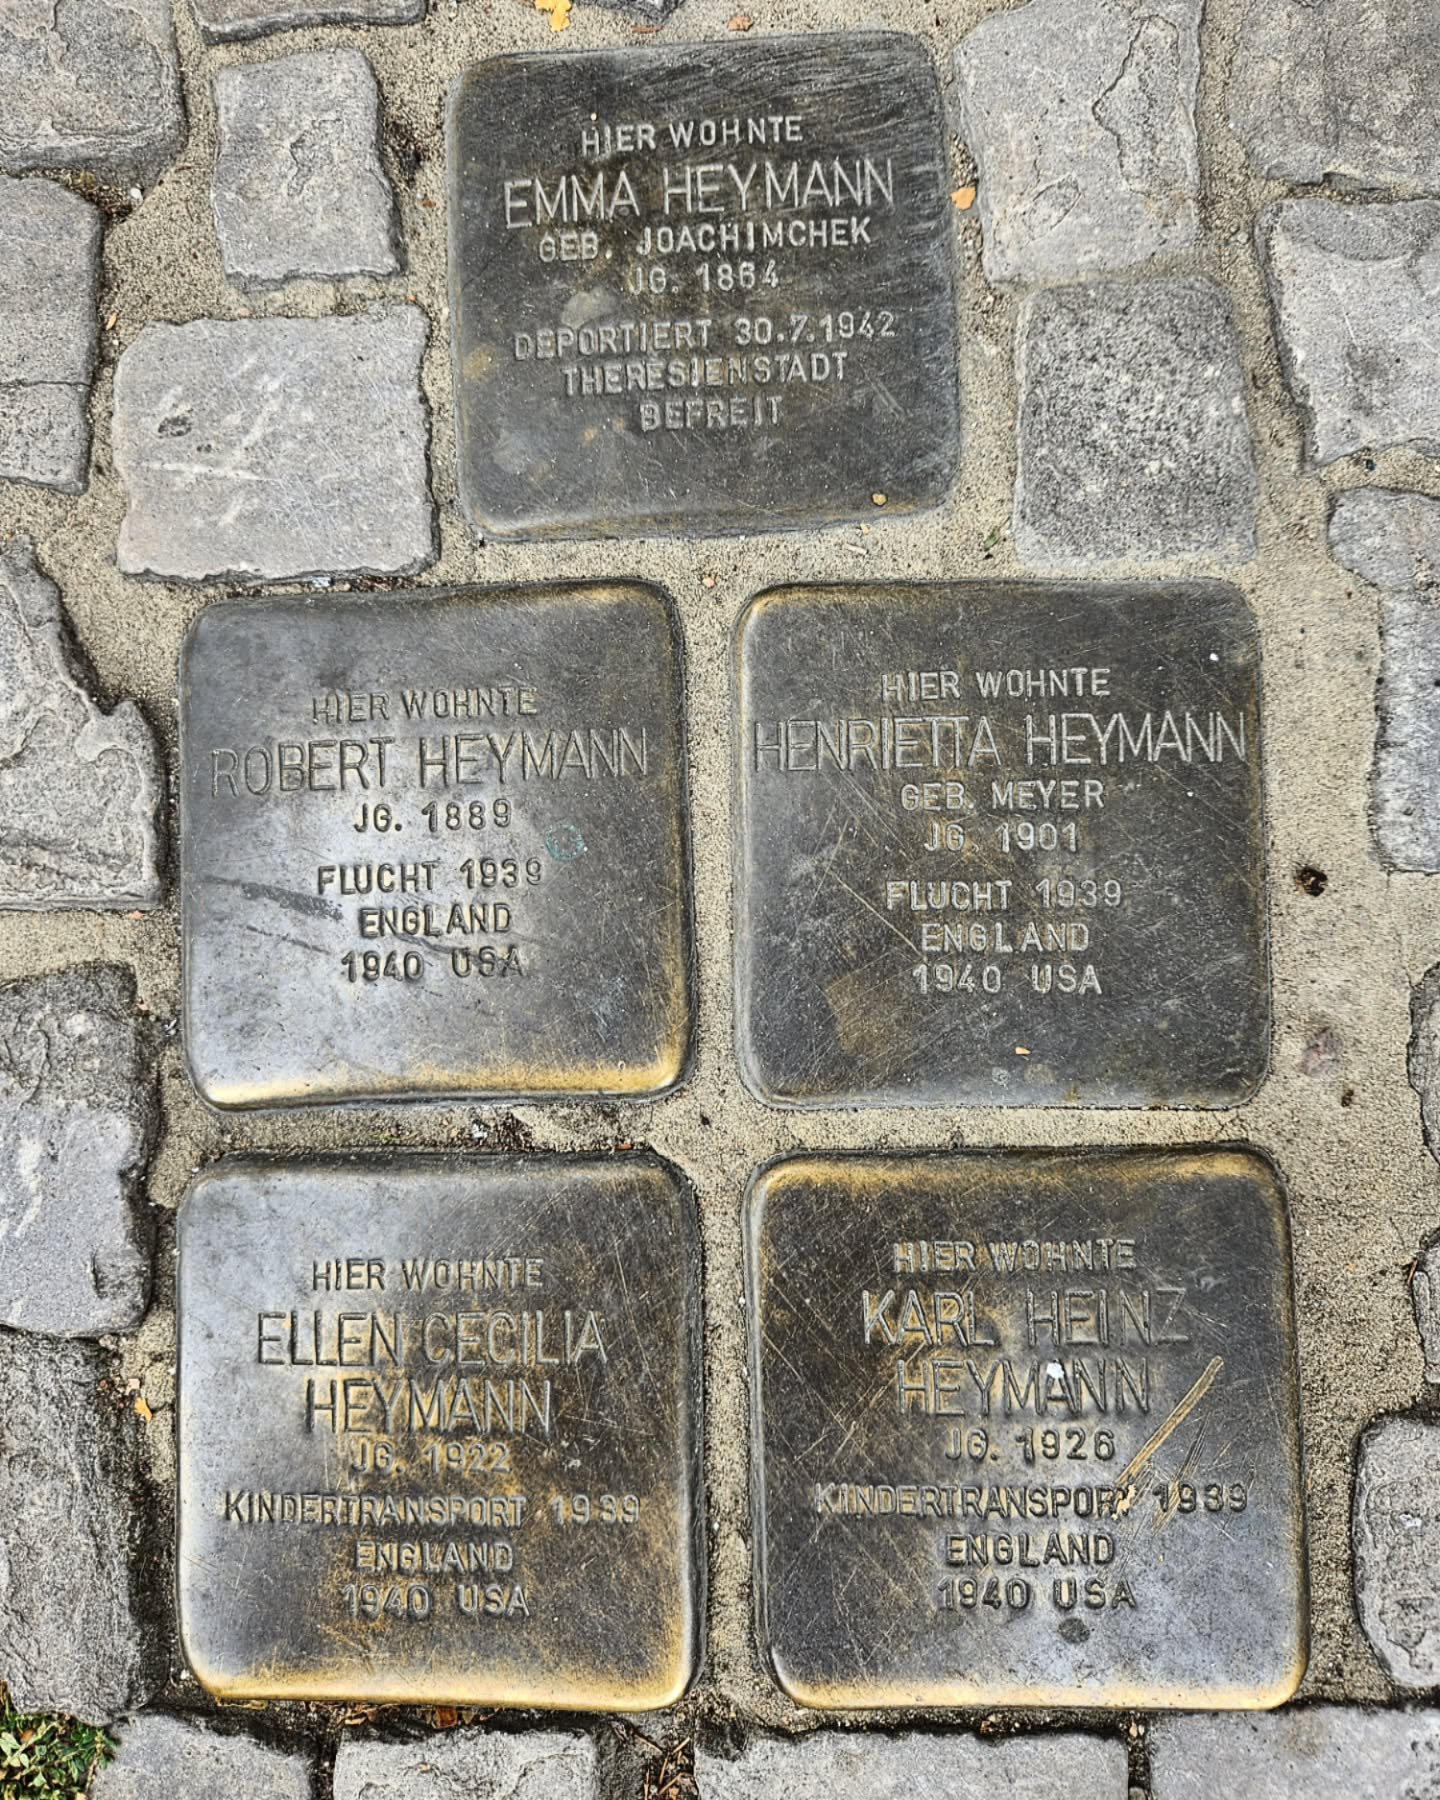 HIER WOHNTE
EMMA HEYMANN
GEB. JOACHIMCHEK
JG. 1864
DEPORTIERT 30.7.1942
THERESIENSTADT
BEFREIT
HIER WOHNTE
ROBERT HEYMANN
JG. 1889
FLUCHT 1939
ENGLAND
1940 USA
HIER WOHNTE
HENRIETTA HEYMANN
GEB. MEYER
JG. 1901
FLUCHT 1939
ENGLAND
1940 USA
HIER WOHNTE
ELLEN CECILIA
HEYMANN
JG. 1922
KINDERTRANSPORT 1939
ENGLAND
1940 USA
HIER WOHNTE
KARL HEINZ
HEYMANN
JG. 1926
KINDERTRANSPORT 1939
ENGLAND
1940 USA